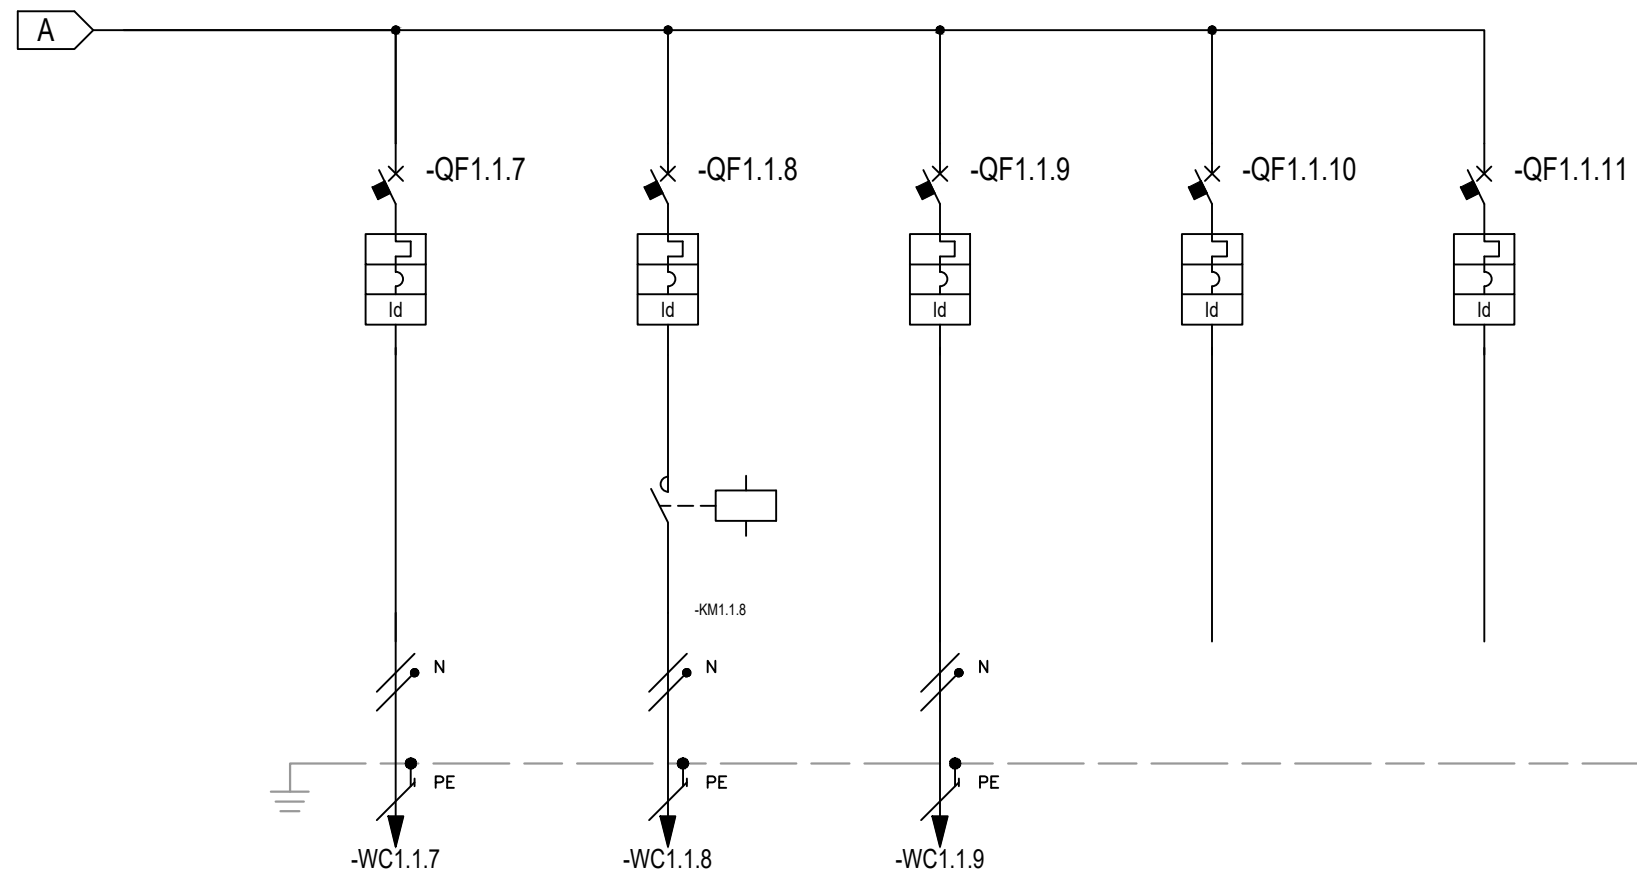 A
-QF1.1.7
-QF1.1.8
-QF1.1.9
-QF1.1.10
-QF1.1.11
Id
Id
Id
Id
Id
-KM1.1.8
N
N
N
PE
PE
PE
-WC1.1.7
-WC1.1.8
-WC1.1.9